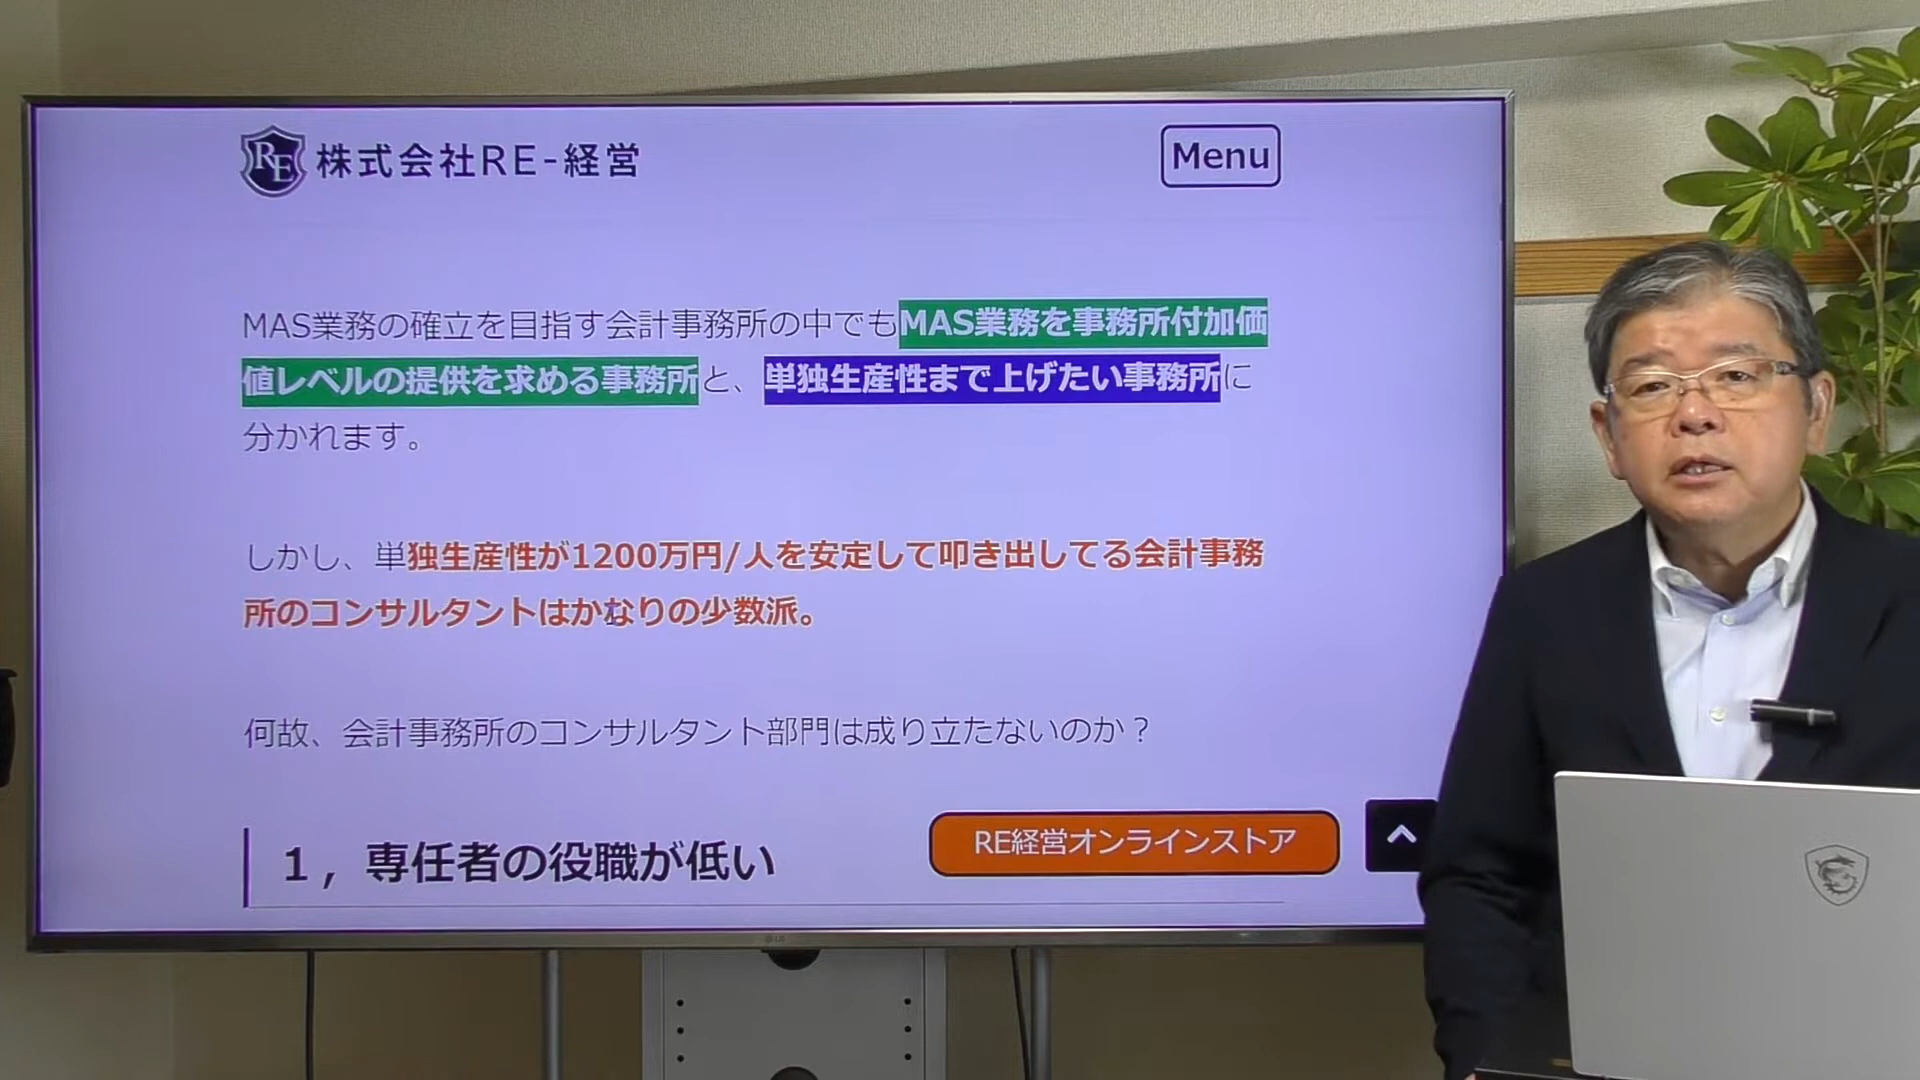 RE 株式会社RE-経営
Menu
MAS業務の確立を目指す会計事務所の中でもMAS業務を事務所付加価
値レベルの提供を求める事務所と、単独生産性まで上げたい事務所に
分かれます。
しかし、単独生産性が1200万円/人を安定して叩き出してる会計事務
所のコンサルタントはかなりの少数派。
何故、会計事務所のコンサルタント部門は成り立たないのか？
1，専任者の役職が低い
RE経営オンラインストア
LG